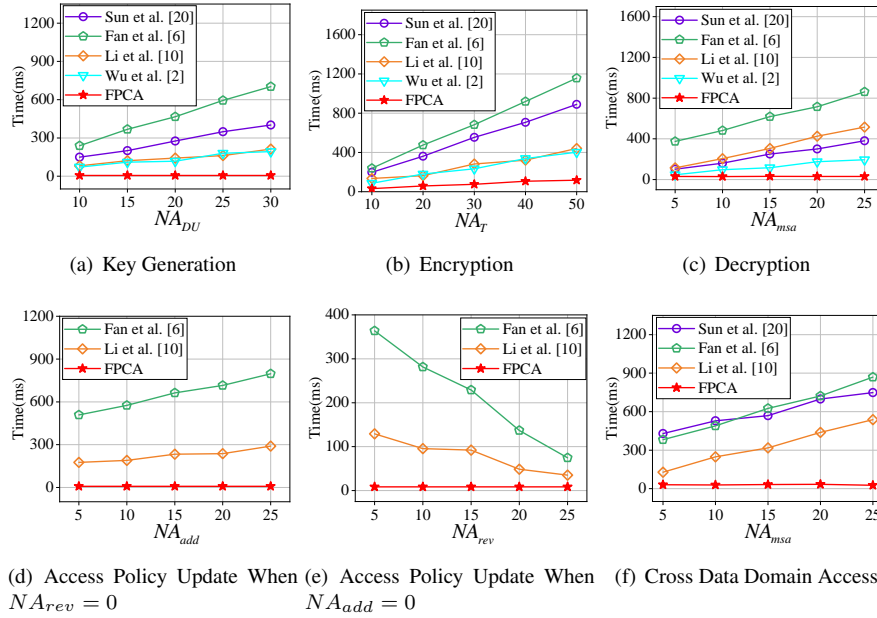 1200
900
600
300
0
Time(ms)
Sun et al. [20]
Fan et al. [6]
Li et al. [10]
Wu et al. [2]
FPCA
10 15 20 25 30
NA_DU
(a) Key Generation
1600
1200
800
400
0
Time(ms)
Sun et al. [20]
Fan et al. [6]
Li et al. [10]
Wu et al. [2]
FPCA
10 20 30 40 50
NA_T
(b) Encryption
1600
1200
800
400
0
Time(ms)
Sun et al. [20]
Fan et al. [6]
Li et al. [10]
Wu et al. [2]
FPCA
5 10 15 20 25
NA_msa
(c) Decryption
1200
900
600
300
0
Time(ms)
Fan et al. [6]
Li et al. [10]
FPCA
5 10 15 20 25
NA_add
(d) Access Policy Update When
NA_rev = 0
400
300
200
100
0
Time(ms)
Fan et al. [6]
Li et al. [10]
FPCA
5 10 15 20 25
NA_rev
(e) Access Policy Update When
NA_add = 0
1200
900
600
300
0
Time(ms)
Sun et al. [20]
Fan et al. [6]
Li et al. [10]
FPCA
5 10 15 20 25
NA_msa
(f) Cross Data Domain Access